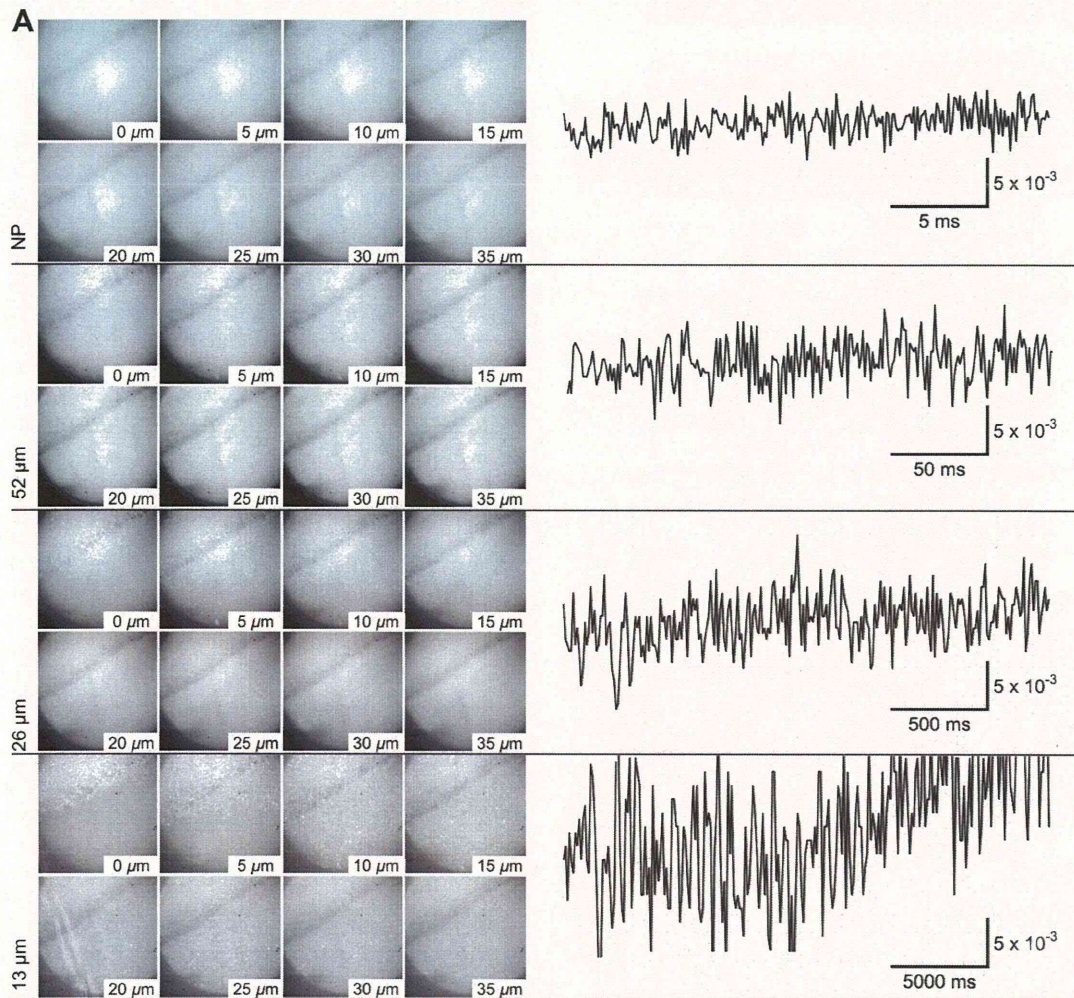 A
0 µm 5 µm 10 µm 15 µm
20 µm 25 µm 30 µm 35 µm
NP
5 x 10⁻³
5 ms
0 µm 5 µm 10 µm 15 µm
20 µm 25 µm 30 µm 35 µm
52 µm
5 x 10⁻³
50 ms
0 µm 5 µm 10 µm 15 µm
20 µm 25 µm 30 µm 35 µm
26 µm
5 x 10⁻³
500 ms
0 µm 5 µm 10 µm 15 µm
20 µm 25 µm 30 µm 35 µm
13 µm
5 x 10⁻³
5000 ms